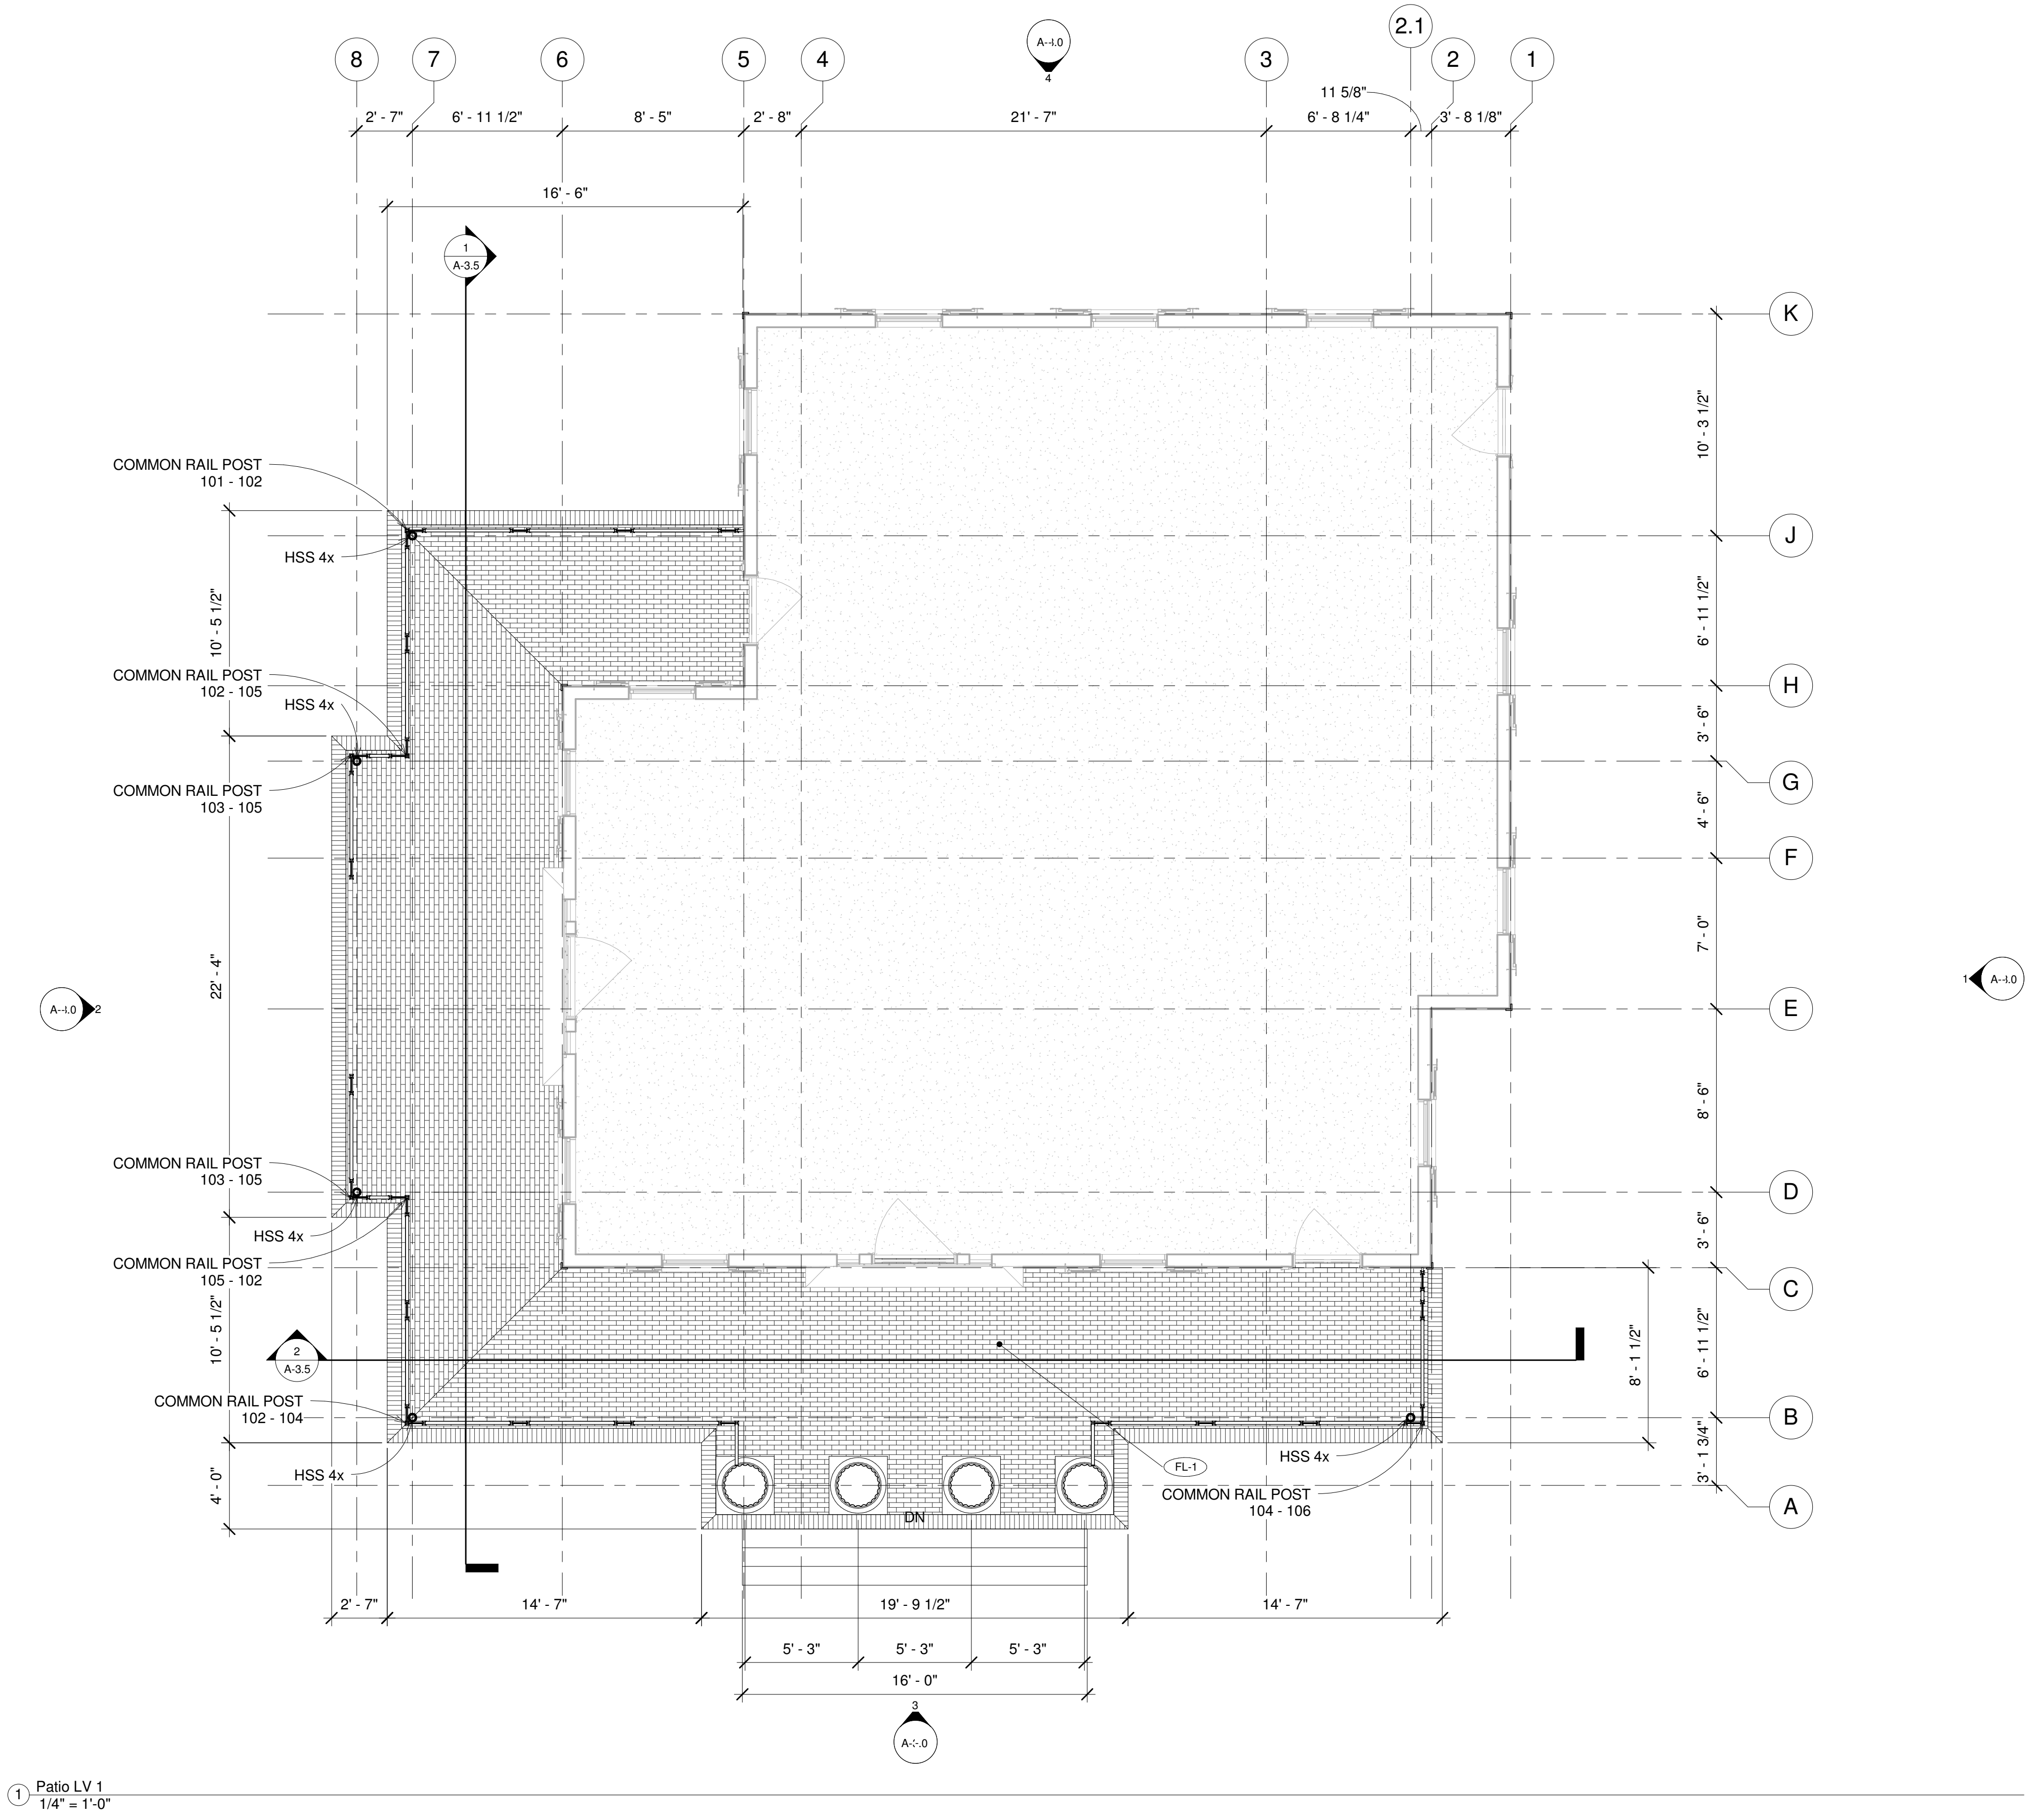 2.1
8
7
6
5
4
3
2
1
4
11 5/8"
2' - 7"
6' - 11 1/2"
8' - 5"
2' - 8"
21' - 7"
6' - 8 1/4"
3' - 8 1/8"
16' - 6"
1
A-3.5
K
10' - 3 1/2"
COMMON RAIL POST
101 - 102
J
HSS 4x
10' - 5 1/2"
6' - 11 1/2"
COMMON RAIL POST
102 - 105
H
HSS 4x
3' - 6"
G
COMMON RAIL POST
103 - 105
4' - 6"
F
7' - 0"
22' - 4"
1
2
E
8' - 6"
COMMON RAIL POST
103 - 105
D
HSS 4x
3' - 6"
COMMON RAIL POST
105 - 102
C
10' - 5 1/2"
2
A-3.5
8' - 1 1/2"
6' - 11 1/2"
COMMON RAIL POST
102 - 104
B
HSS 4x
HSS 4x
FL-1
3' - 1 3/4"
4' - 0"
COMMON RAIL POST
104 - 106
A
DN
2' - 7"
14' - 7"
19' - 9 1/2"
14' - 7"
5' - 3"
5' - 3"
5' - 3"
16' - 0"
3
1
Patio LV 1
1/4" = 1'-0"